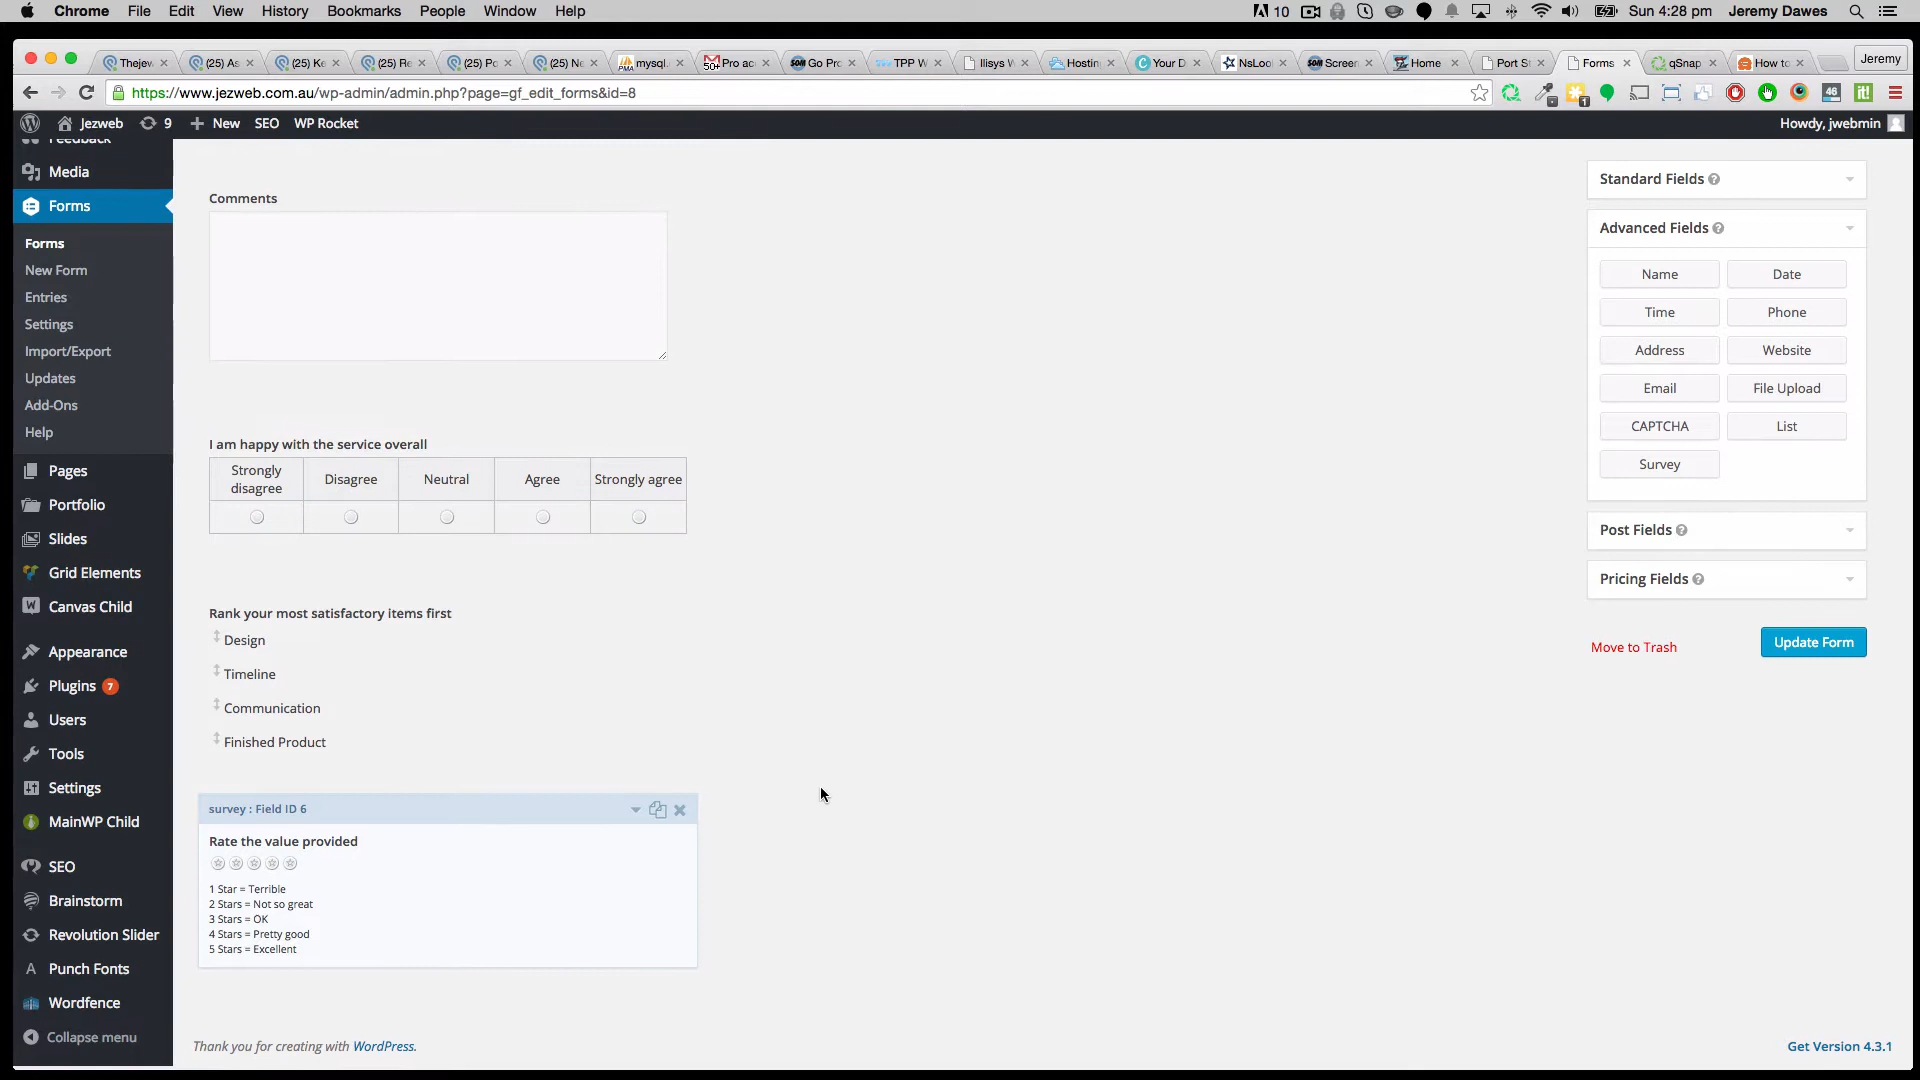 Chrome File Edit View History Bookmarks People Window Help
10 Sun 4:28 pm Jeremy Dawes
Thejew (25) As (25) Ke (25) Re (25) Po (25) Ne mysql. Pro ac Go Pro TPP W Ilisys W Hostin Your D NsLoo Screen Home Port S Forms qSnap How to Jeremy
https://www.jezweb.com.au/wp-admin/admin.php?page=gf_edit_forms&id=8
Jezweb 9 New SEO WP Rocket Howdy, jwebmin
Feedback
Media
Forms
Forms
New Form
Entries
Settings
Import/Export
Updates
Add-Ons
Help
Pages
Portfolio
Slides
Grid Elements
Canvas Child
Appearance
Plugins 7
Users
Tools
Settings
MainWP Child
SEO
Brainstorm
Revolution Slider
Punch Fonts
Wordfence
Collapse menu
Comments
I am happy with the service overall
Strongly disagree Disagree Neutral Agree Strongly agree
Rank your most satisfactory items first
Design
Timeline
Communication
Finished Product
survey : Field ID 6
Rate the value provided
1 Star = Terrible
2 Stars = Not so great
3 Stars = OK
4 Stars = Pretty good
5 Stars = Excellent
Standard Fields
Advanced Fields
Name Date
Time Phone
Address Website
Email File Upload
CAPTCHA List
Survey
Post Fields
Pricing Fields
Move to Trash Update Form
Thank you for creating with WordPress.
Get Version 4.3.1